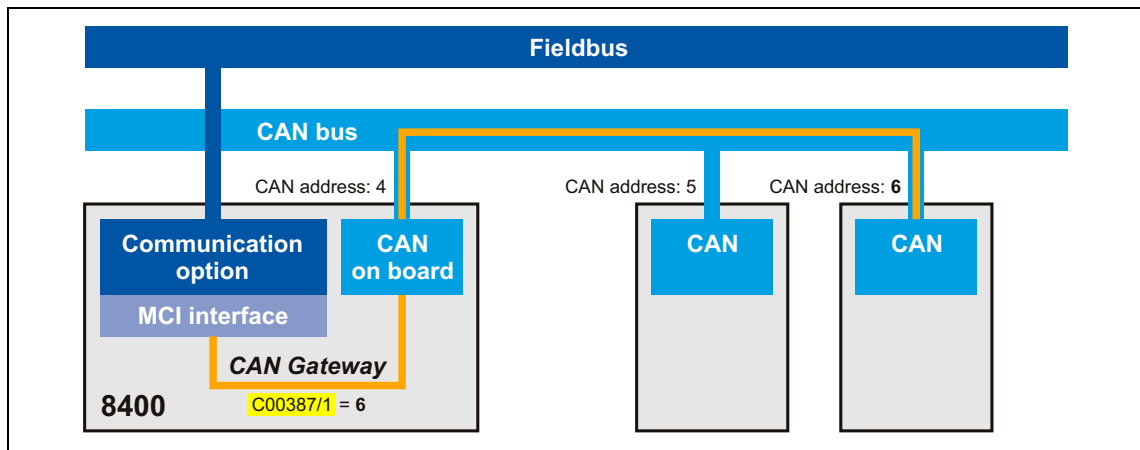 Fieldbus
CAN bus
CAN address: 4
CAN address: 5
CAN address: 6
Communication
option
CAN
on board
CAN
CAN
MCI interface
CAN Gateway
8400
C00387/1 = 6